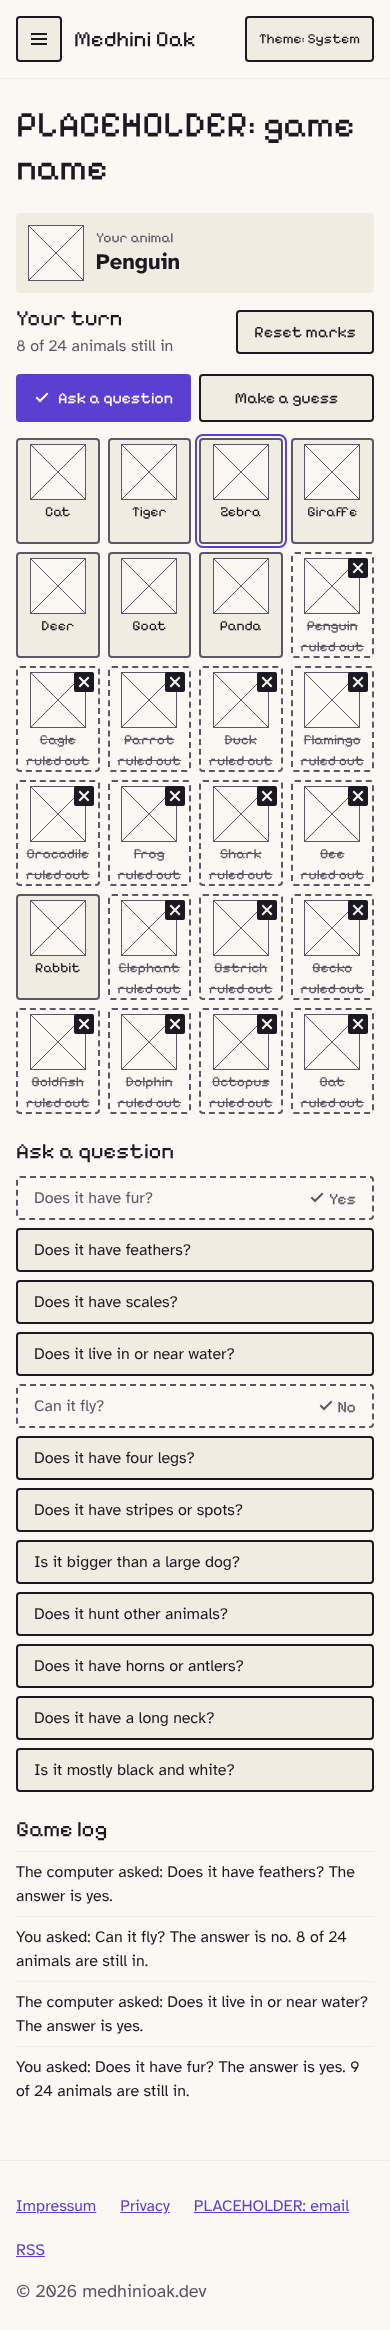 Medhini Oak
Theme: System
PLACEHOLDER: game
name
Your animal
Penguin
Your turn
8 of 24 animals still in
Reset marks
Ask a question
Make a guess
Cat
Tiger
Zebra
Giraffe
Deer
Goat
Panda
Penguin
ruled out
Eagle
ruled out
Parrot
ruled out
Duck
ruled out
Flamingo
ruled out
Crocodile
ruled out
Frog
ruled out
Shark
ruled out
Bee
ruled out
Rabbit
Elephant
ruled out
Ostrich
ruled out
Gecko
ruled out
Goldfish
ruled out
Dolphin
ruled out
Octopus
ruled out
Bat
ruled out
Ask a question
Does it have fur?
Yes
Does it have feathers?
Does it have scales?
Does it live in or near water?
Can it fly?
No
Does it have four legs?
Does it have stripes or spots?
Is it bigger than a large dog?
Does it hunt other animals?
Does it have horns or antlers?
Does it have a long neck?
Is it mostly black and white?
Game log
The computer asked: Does it have feathers? The
answer is yes.
You asked: Can it fly? The answer is no. 8 of 24
animals are still in.
The computer asked: Does it live in or near water?
The answer is yes.
You asked: Does it have fur? The answer is yes. 9
of 24 animals are still in.
Impressum
Privacy
PLACEHOLDER: email
RSS
© 2026 medhinioak.dev